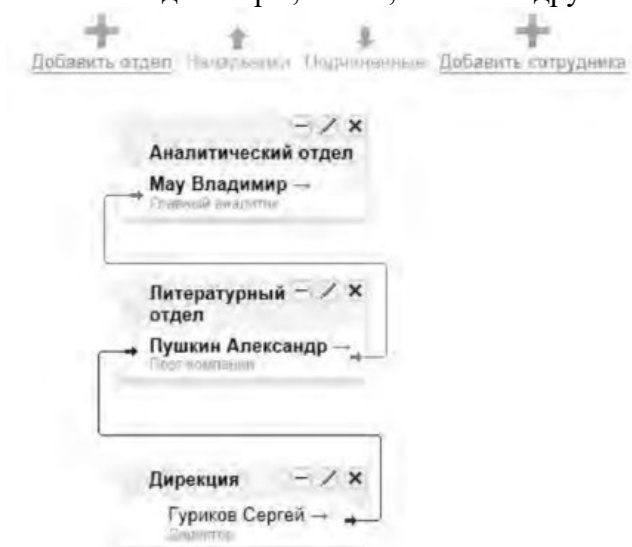 Добавить отдел Начальники Подчиненные Добавить сотрудника
Аналитический отдел
Мау Владимир →
Главный аналитик
Литературный
отдел
Пушкин Александр →
Поэт компании
Дирекция
Гуриков Сергей →
Директор